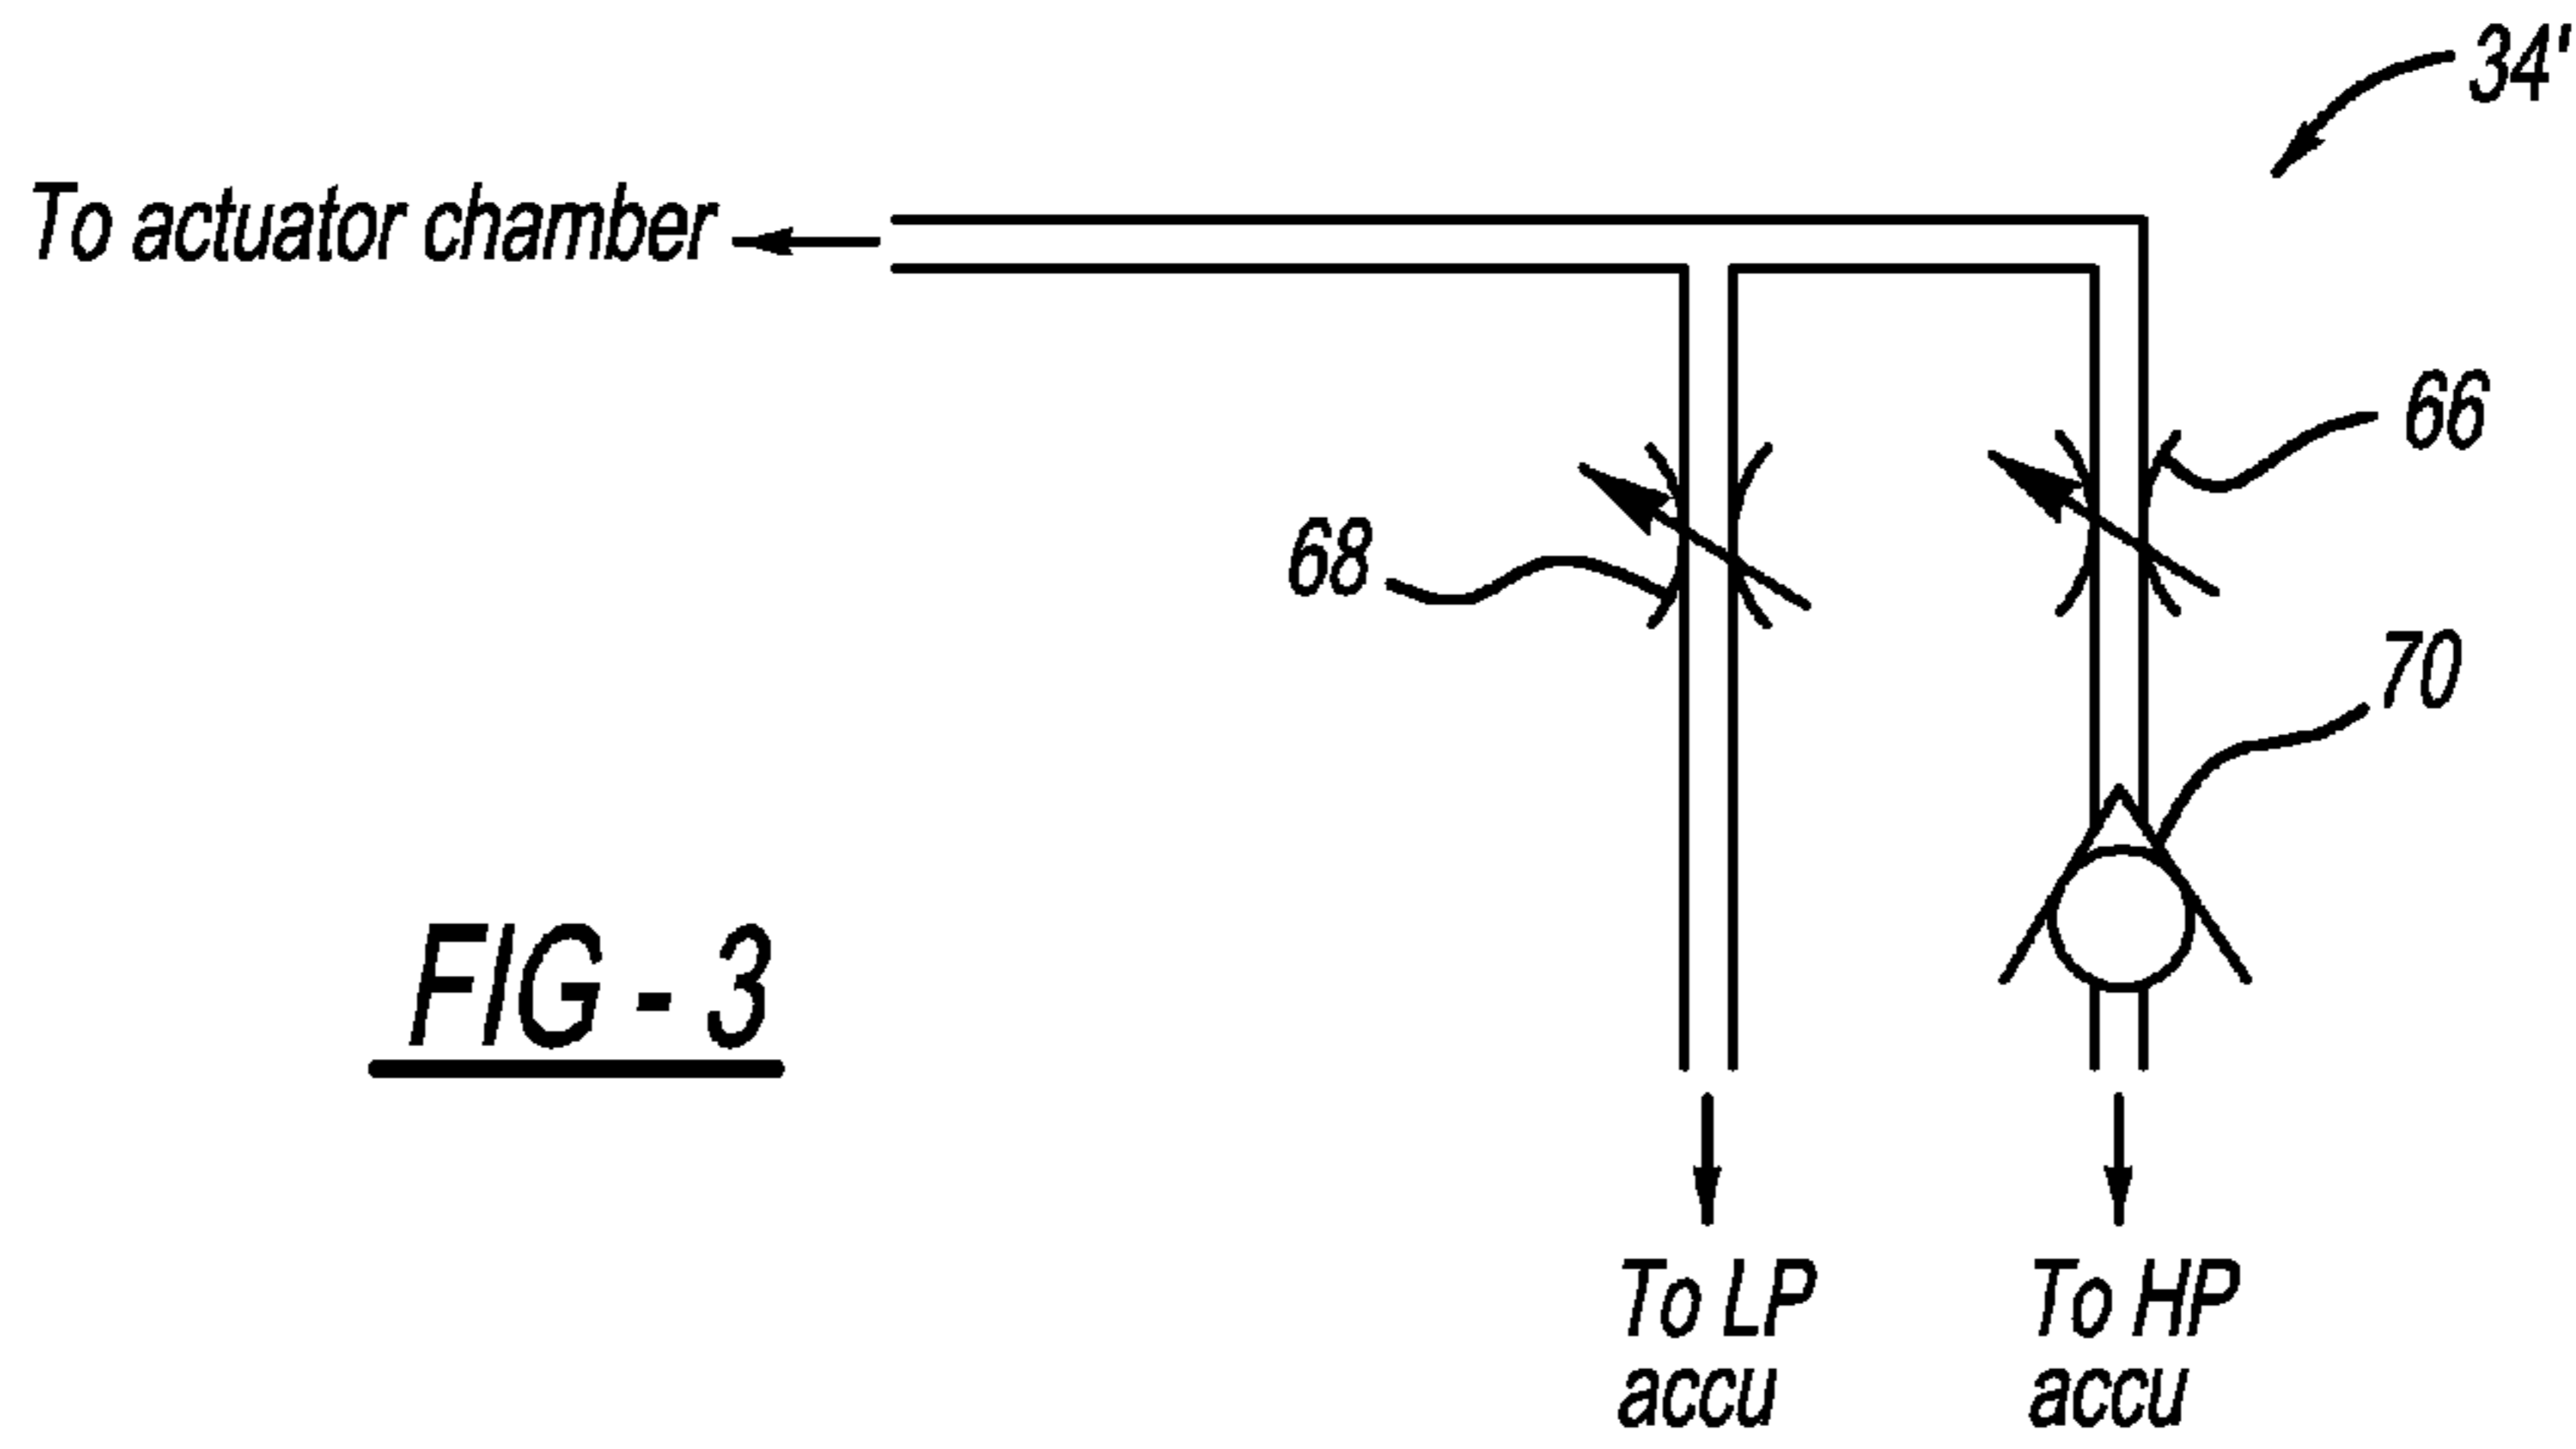 34'
To actuator chamber
66
68
70
FIG - 3
To LP
accu
To HP
accu